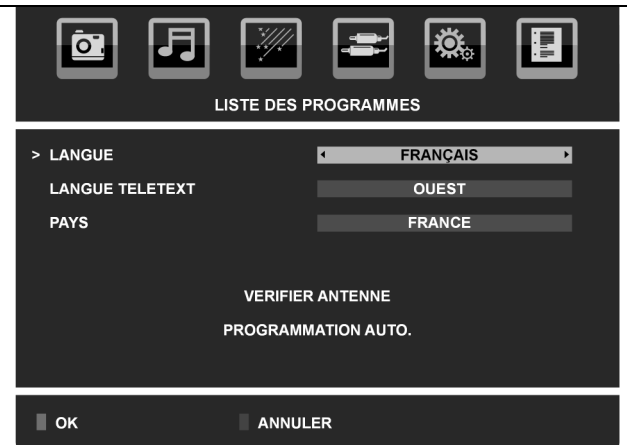 LISTE DES PROGRAMMES
> LANGUE FRANÇAIS
LANGUE TELETEXT OUEST
PAYS FRANCE
VERIFIER ANTENNE
PROGRAMMATION AUTO.
OK ANNULER